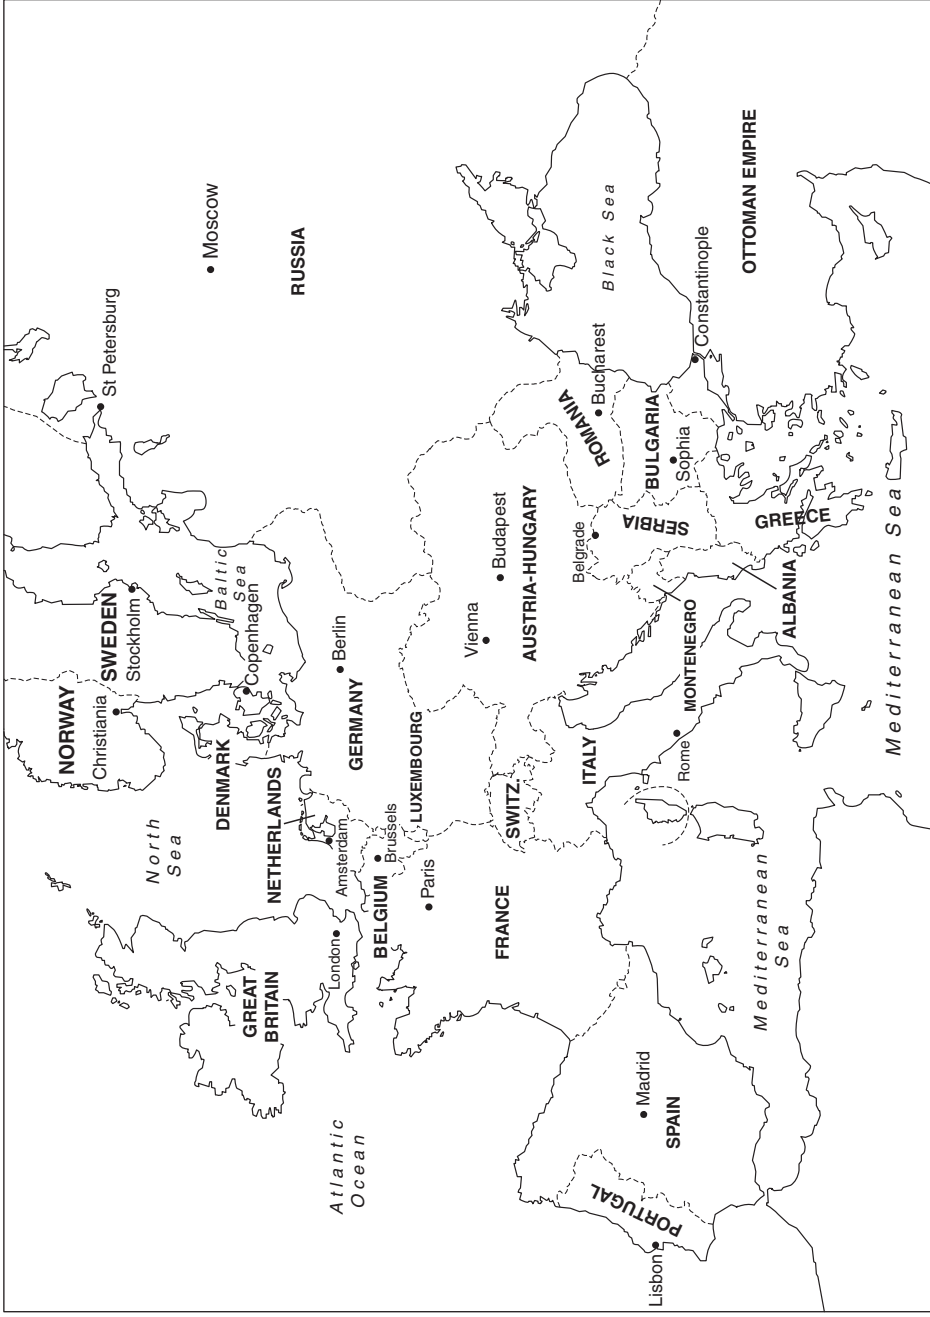 St Petersburg
Moscow
RUSSIA
NORWAY
Christiania
SWEDEN
Stockholm
Baltic
Sea
Copenhagen
DENMARK
North
Sea
NETHERLANDS
Amsterdam
GREAT
BRITAIN
London
BELGIUM
Brussels
LUXEMBOURG
GERMANY
Berlin
Atlantic
Ocean
Paris
FRANCE
SWITZ.
Vienna
Budapest
AUSTRIA-HUNGARY
ROMANIA
Bucharest
Black Sea
Belgrade
SERBIA
BULGARIA
Sophia
Constantinople
OTTOMAN EMPIRE
MONTENEGRO
ALBANIA
GREECE
ITALY
Rome
Madrid
SPAIN
PORTUGAL
Lisbon
Mediterranean
Sea
Mediterranean Sea